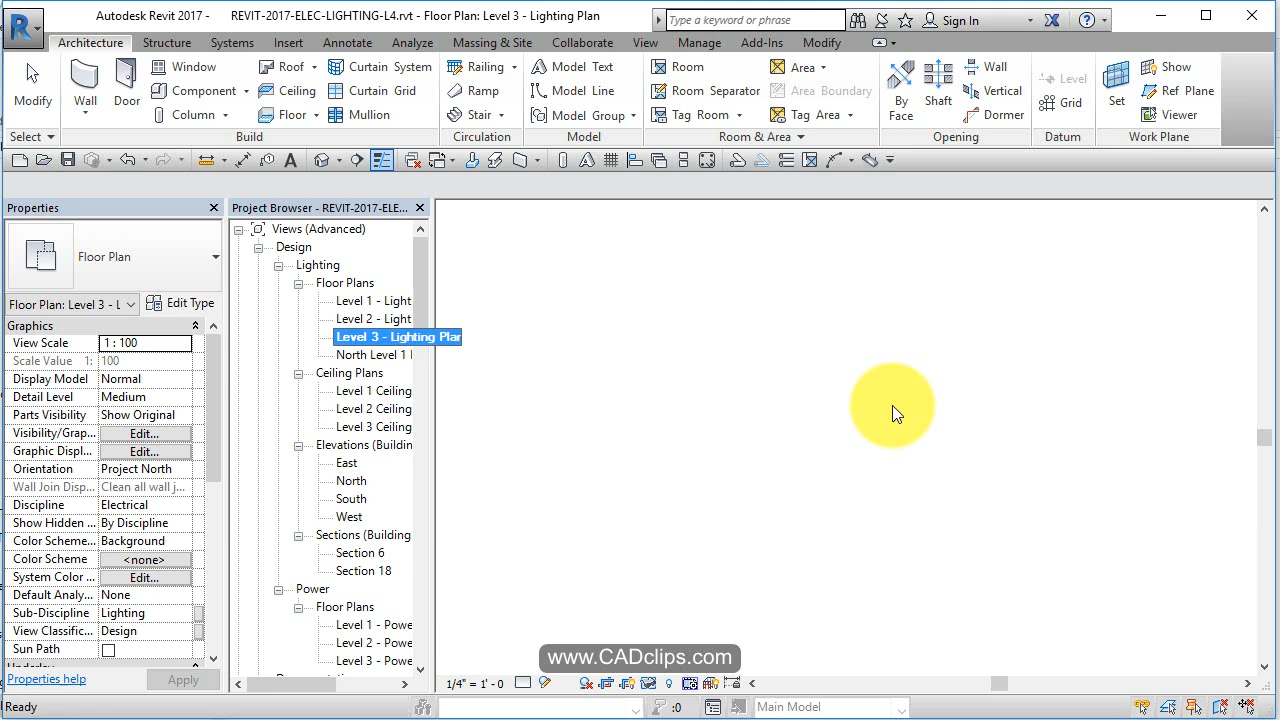 Autodesk Revit 2017 - REVIT-2017-ELEC-LIGHTING-L4.rvt - Floor Plan: Level 3 - Lighting Plan
Type a keyword or phrase
Sign In
Architecture Structure Systems Insert Annotate Analyze Massing & Site Collaborate View Manage Add-Ins Modify
Window Roof Curtain System Railing Model Text Room Area Wall Show
Component Ceiling Curtain Grid Ramp Model Line Room Separator Area Boundary Vertical Level Ref Plane
Column Floor Mullion Stair Model Group Tag Room Tag Area Dormer Grid Viewer
Modify Wall Door By Face Shaft Set
Select Build Circulation Model Room & Area Opening Datum Work Plane
Properties
Floor Plan
Floor Plan: Level 3 - L Edit Type
Graphics
View Scale 1 : 100
Scale Value 1: 100
Display Model Normal
Detail Level Medium
Parts Visibility Show Original
Visibility/Grap... Edit...
Graphic Displ... Edit...
Orientation Project North
Wall Join Disp... Clean all wall j...
Discipline Electrical
Show Hidden ... By Discipline
Color Scheme... Background
Color Scheme <none>
System Color ... Edit...
Default Analy... None
Sub-Discipline Lighting
View Classific... Design
Sun Path
Underlay
Properties help Apply
Project Browser - REVIT-2017-ELE...
Views (Advanced)
Design
Lighting
Floor Plans
Level 1 - Light
Level 2 - Light
Level 3 - Lighting Plan
North Level 1
Ceiling Plans
Level 1 Ceiling
Level 2 Ceiling
Level 3 Ceiling
Elevations (Buildin
East
North
South
West
Sections (Building
Section 6
Section 18
Power
Floor Plans
Level 1 - Powe
Level 2 - Powe
Level 3 - Powe
www.CADclips.com
1/4" = 1'- 0"
Ready :0 Main Model